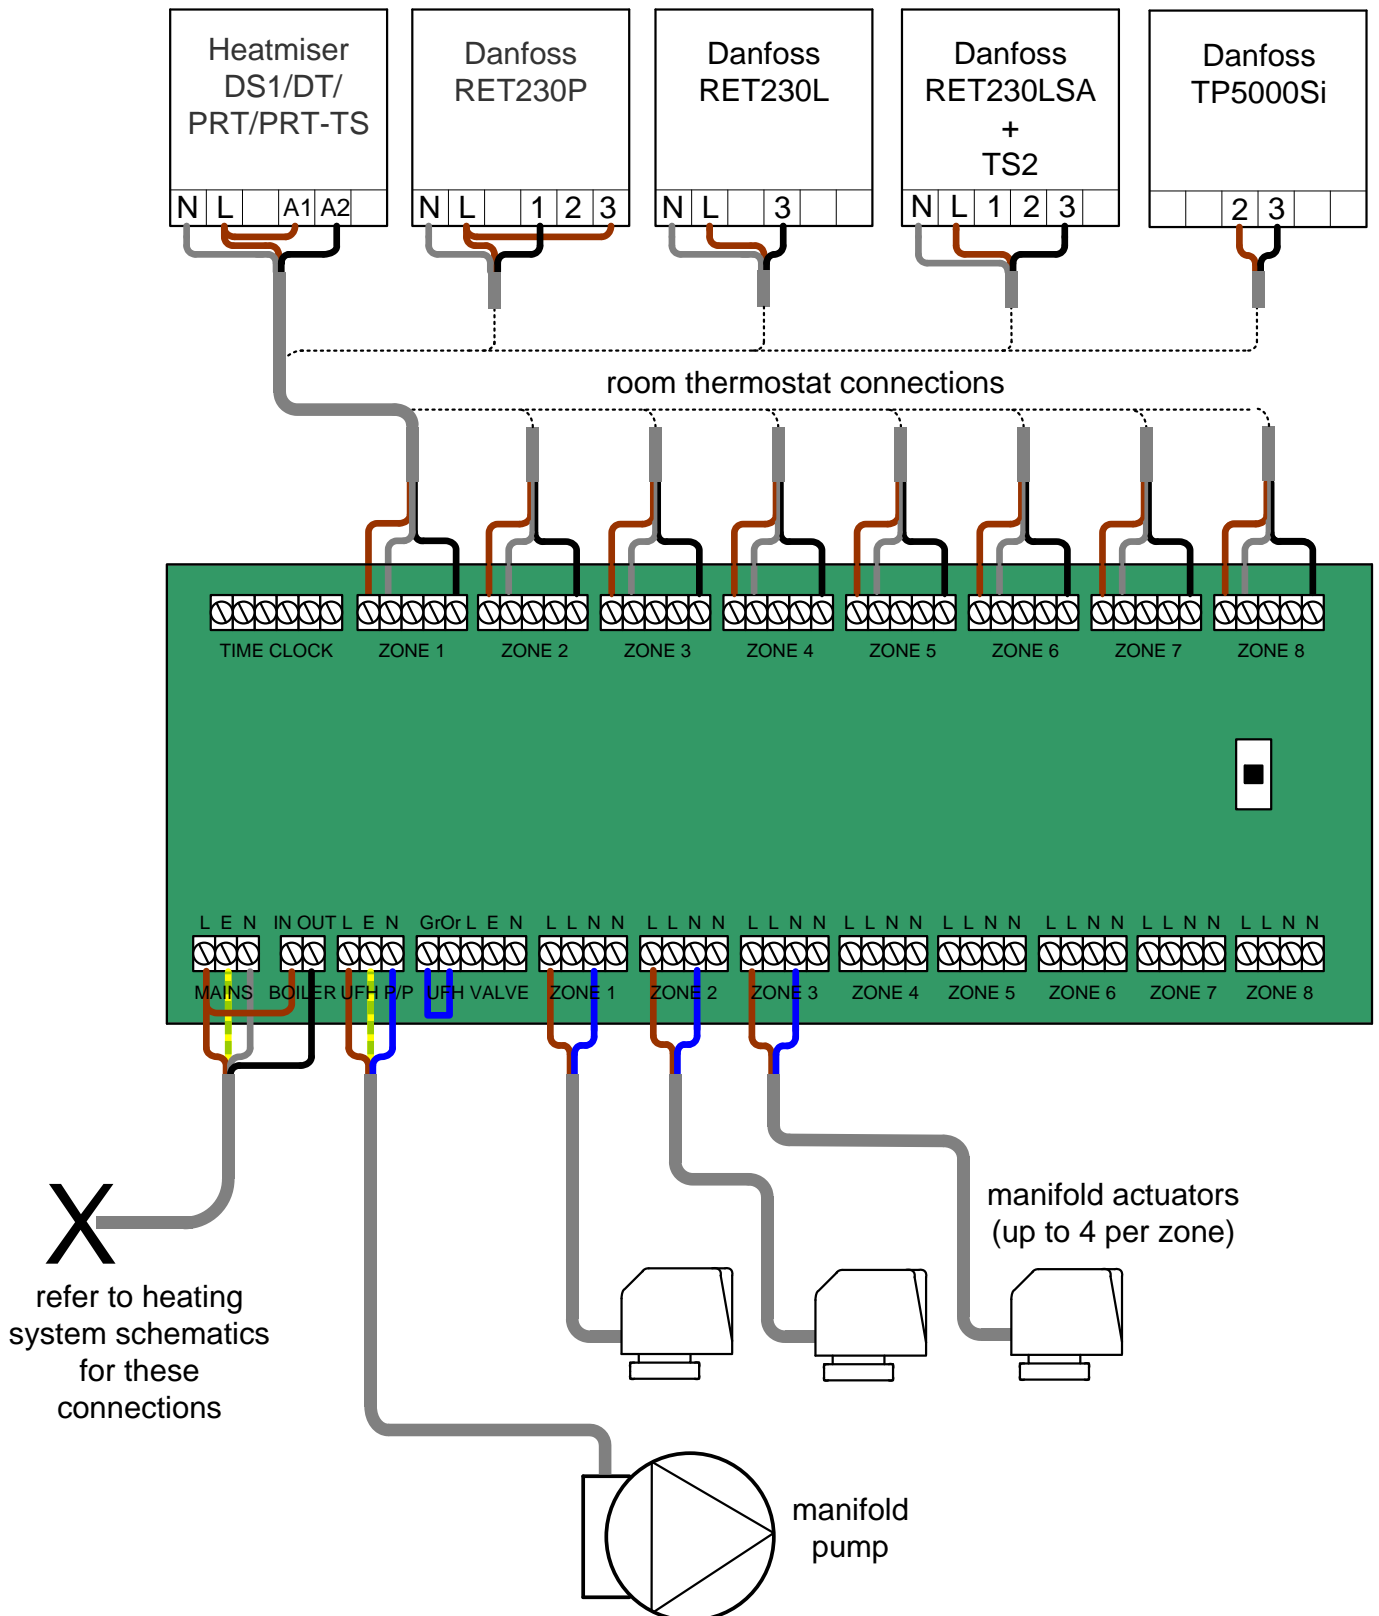 Heatmiser
DS1/DT/
PRT/PRT-TS
N L A1 A2
Danfoss
RET230P
N L 1 2 3
Danfoss
RET230L
N L 3
Danfoss
RET230LSA
+
TS2
N L 1 2 3
Danfoss
TP5000Si
2 3
room thermostat connections
TIME CLOCK ZONE 1 ZONE 2 ZONE 3 ZONE 4 ZONE 5 ZONE 6 ZONE 7 ZONE 8
L E N IN OUT L E N GrOr L E N L L N N L L N N L L N N L L N N L L N N L L N N L L N N L L N N
MAINS BOILER UFH P/P UFH VALVE ZONE 1 ZONE 2 ZONE 3 ZONE 4 ZONE 5 ZONE 6 ZONE 7 ZONE 8
manifold actuators
(up to 4 per zone)
X
refer to heating
system schematics
for these
connections
manifold
pump